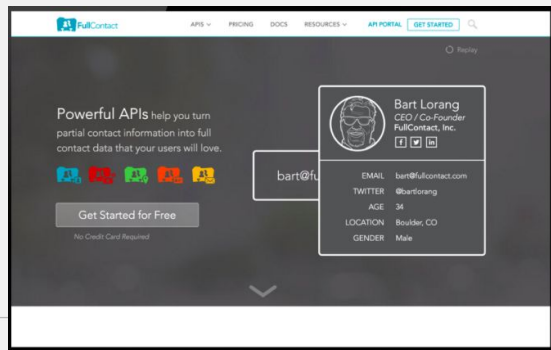 FullContact
APIS
PRICING
DOCS
RESOURCES
API PORTAL
GET STARTED
Replay
Powerful APIs help you turn
partial contact information into full
contact data that your users will love.
Get Started for Free
No Credit Card Required
bart@fu
Bart Lorang
CEO / Co-Founder
FullContact, Inc.
EMAIL bart@fullcontact.com
TWITTER @bartlorang
AGE 34
LOCATION Boulder, CO
GENDER Male